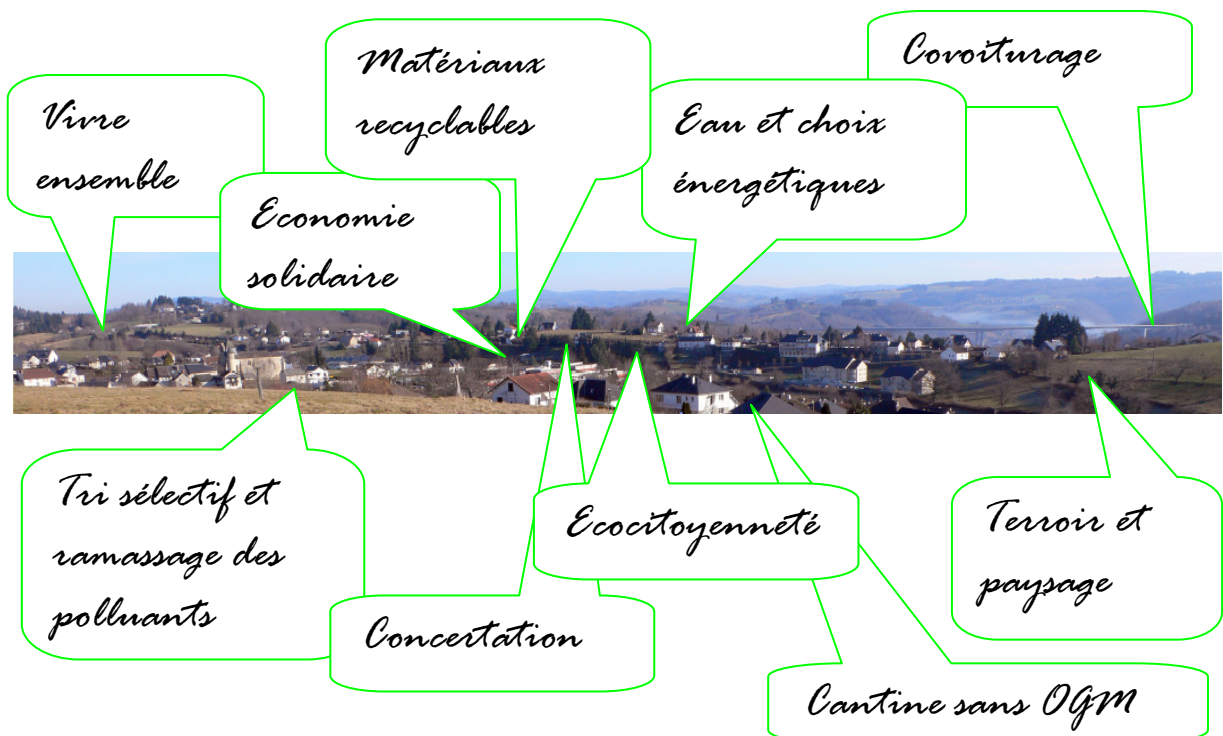 Vivre
ensemble
Economie
solidaire
Matériaux
recyclables
Eau et choix
énergétiques
Covoiturage
Tri sélectif et
ramassage des
polluants
Concertation
Ecocitoyenneté
Cantine sans OGM
Terroir et
paysage